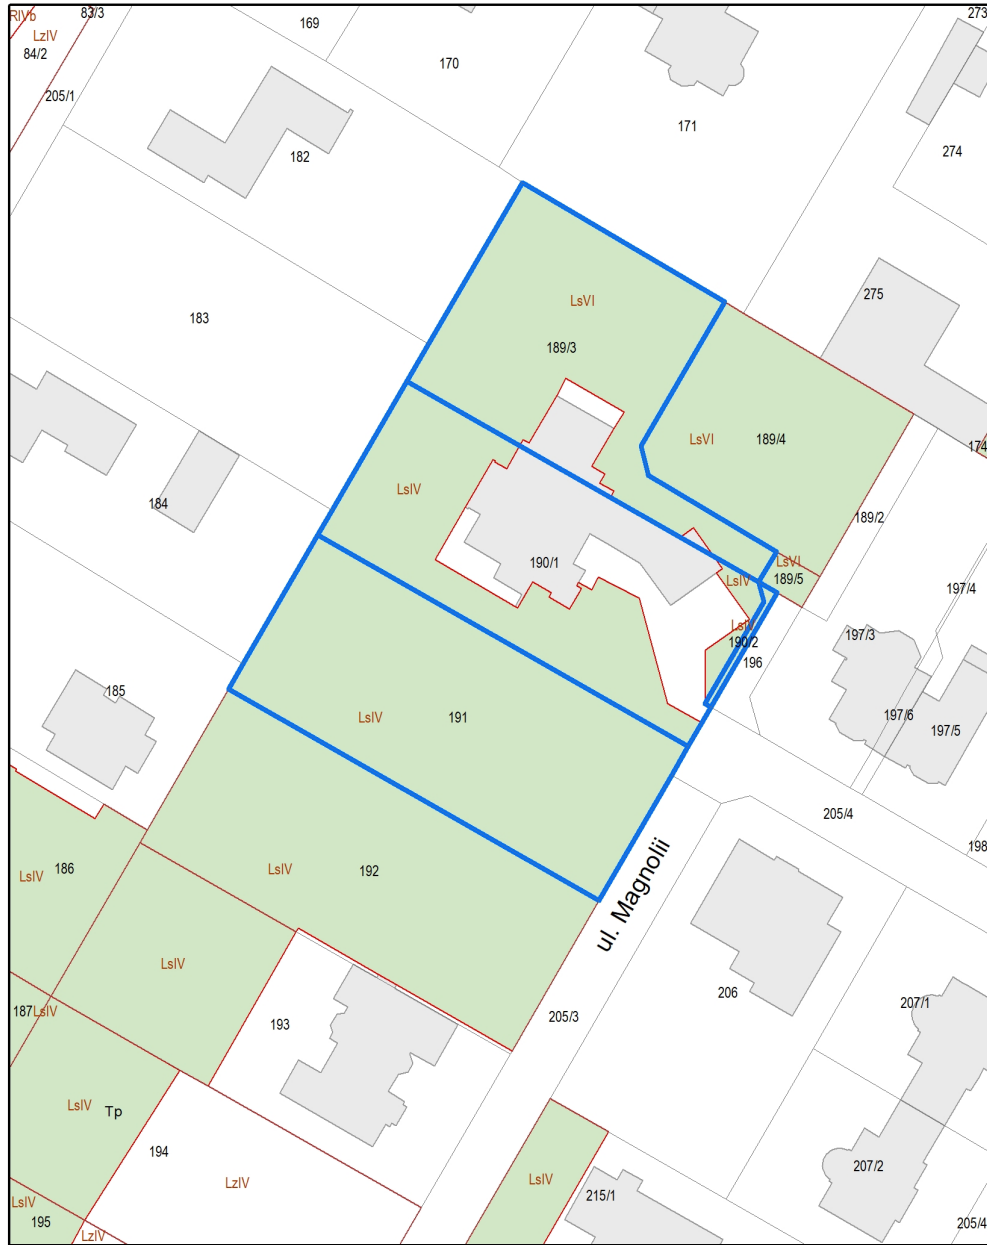 RIVb
83/3
169
273
LzIV
84/2
170
205/1
171
274
182
LsVI
275
183
189/3
LsVI
189/4
174
LsIV
184
189/2
190/1
LsVI
LsIV
189/5
197/4
LsIV
190/2
197/3
196
185
LsIV
191
197/6
197/5
205/4
198
ul. Magnolii
186
LsIV
LsIV
192
LsIV
206
207/1
187
LsIV
193
205/3
LsIV
Tp
194
207/2
LzIV
LsIV
215/1
LsIV
195
205/4
LzIV